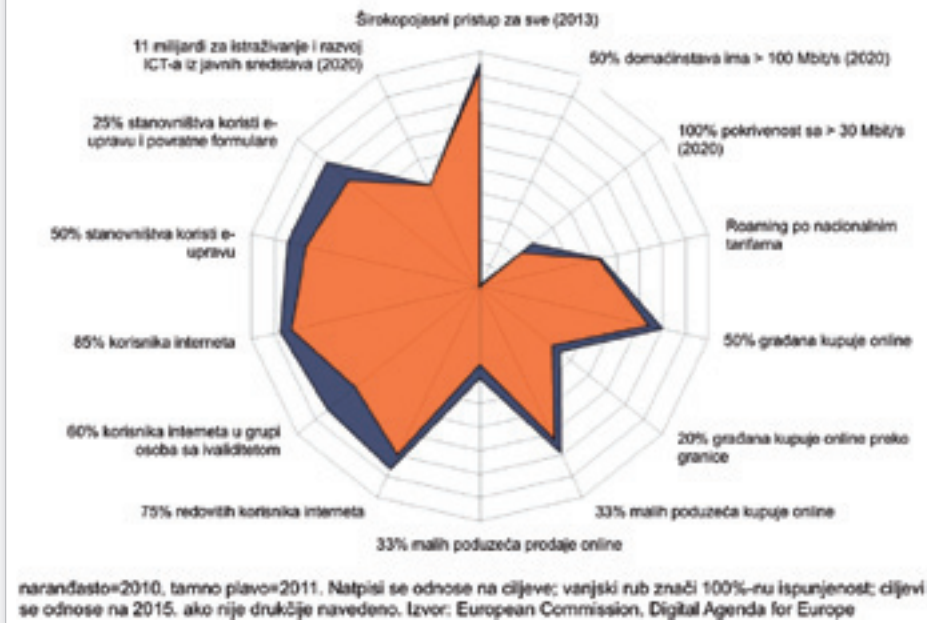 Širokopojasni pristup za sve (2013)
50% domaćinstava ima > 100 Mbit/s (2020)
100% pokrivenost sa > 30 Mbit/s
(2020)
Roaming po nacionalnim
tarifama
50% građana kupuje online
20% građana kupuje online preko
granice
33% malih poduzeća kupuje online
33% malih poduzeća prodaje online
75% redovitih korisnika interneta
60% korisnika interneta u grupi
osoba sa ivaliditetom
85% korisnika interneta
50% stanovništva koristi e-
upravu
25% stanovništva koristi e-
upravu i povratne formulare
11 milijardi za istraživanje i razvoj
ICT-a iz javnih sredstava (2020)
naranđasto=2010, tamno plavo=2011. Natpisi se odnose na ciljeve; vanjski rub znači 100%-nu ispunjenost; ciljevi
se odnose na 2015. ako nije drukčije navedeno. Izvor: European Commission, Digital Agenda for Europe